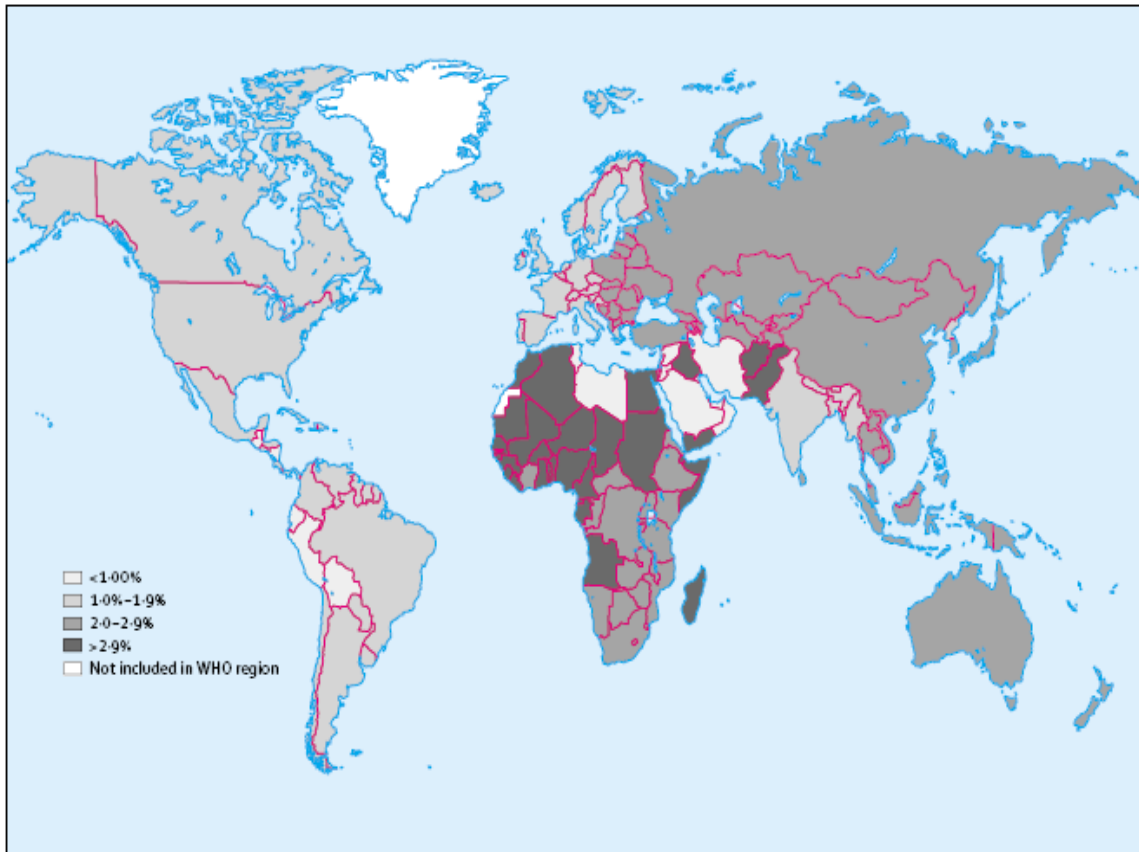 <1·00%
1·0%–1·9%
2·0–2·9%
>2·9%
Not included in WHO region